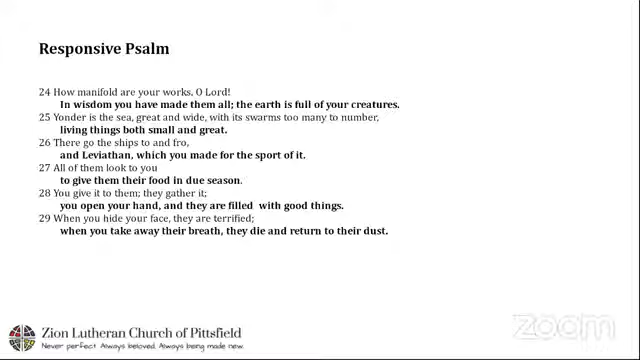 Responsive Psalm
24 How manifold are your works, O Lord!
In wisdom you have made them all; the earth is full of your creatures.
25 Yonder is the sea, great and wide, with its swarms too many to number,
living things both small and great.
26 There go the ships to and fro,
and Leviathan, which you made for the sport of it.
27 All of them look to you
to give them their food in due season.
28 You give it to them; they gather it;
you open your hand, and they are filled with good things.
29 When you hide your face, they are terrified;
when you take away their breath, they die and return to their dust.
Zion Lutheran Church of Pittsfield
Never perfect. Always beloved. Always being made new.
zoom